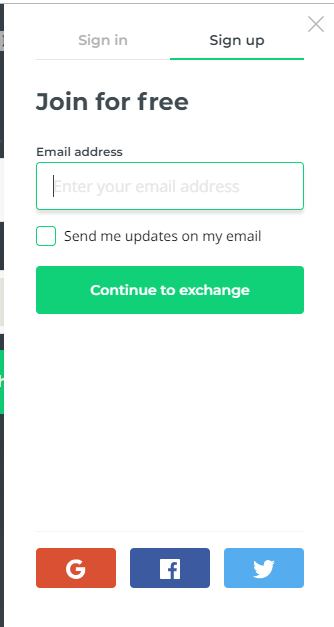 Sign in
Sign up
Join for free
Email address
Enter your email address
Send me updates on my email
Continue to exchange